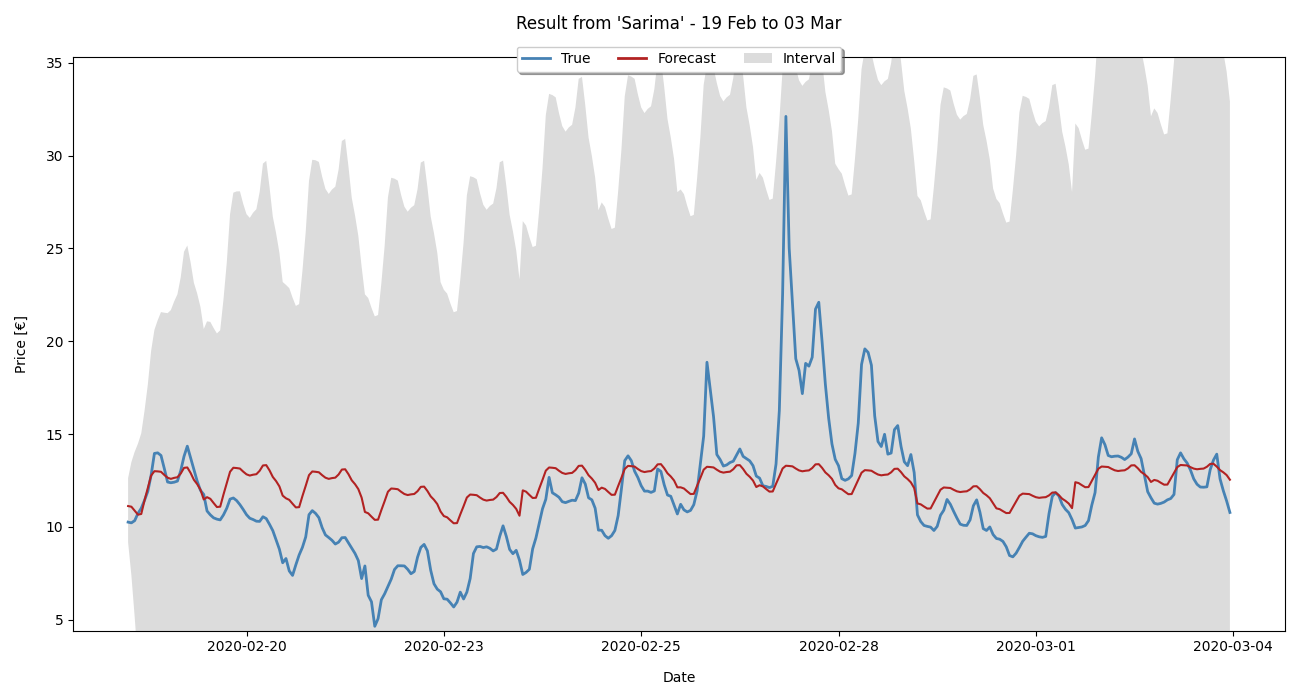 Result from 'Sarima' - 19 Feb to 03 Mar
True Forecast Interval
35
30
25
20
15
10
5
Price [€]
2020-02-20 2020-02-23 2020-02-25 2020-02-28 2020-03-01 2020-03-04
Date